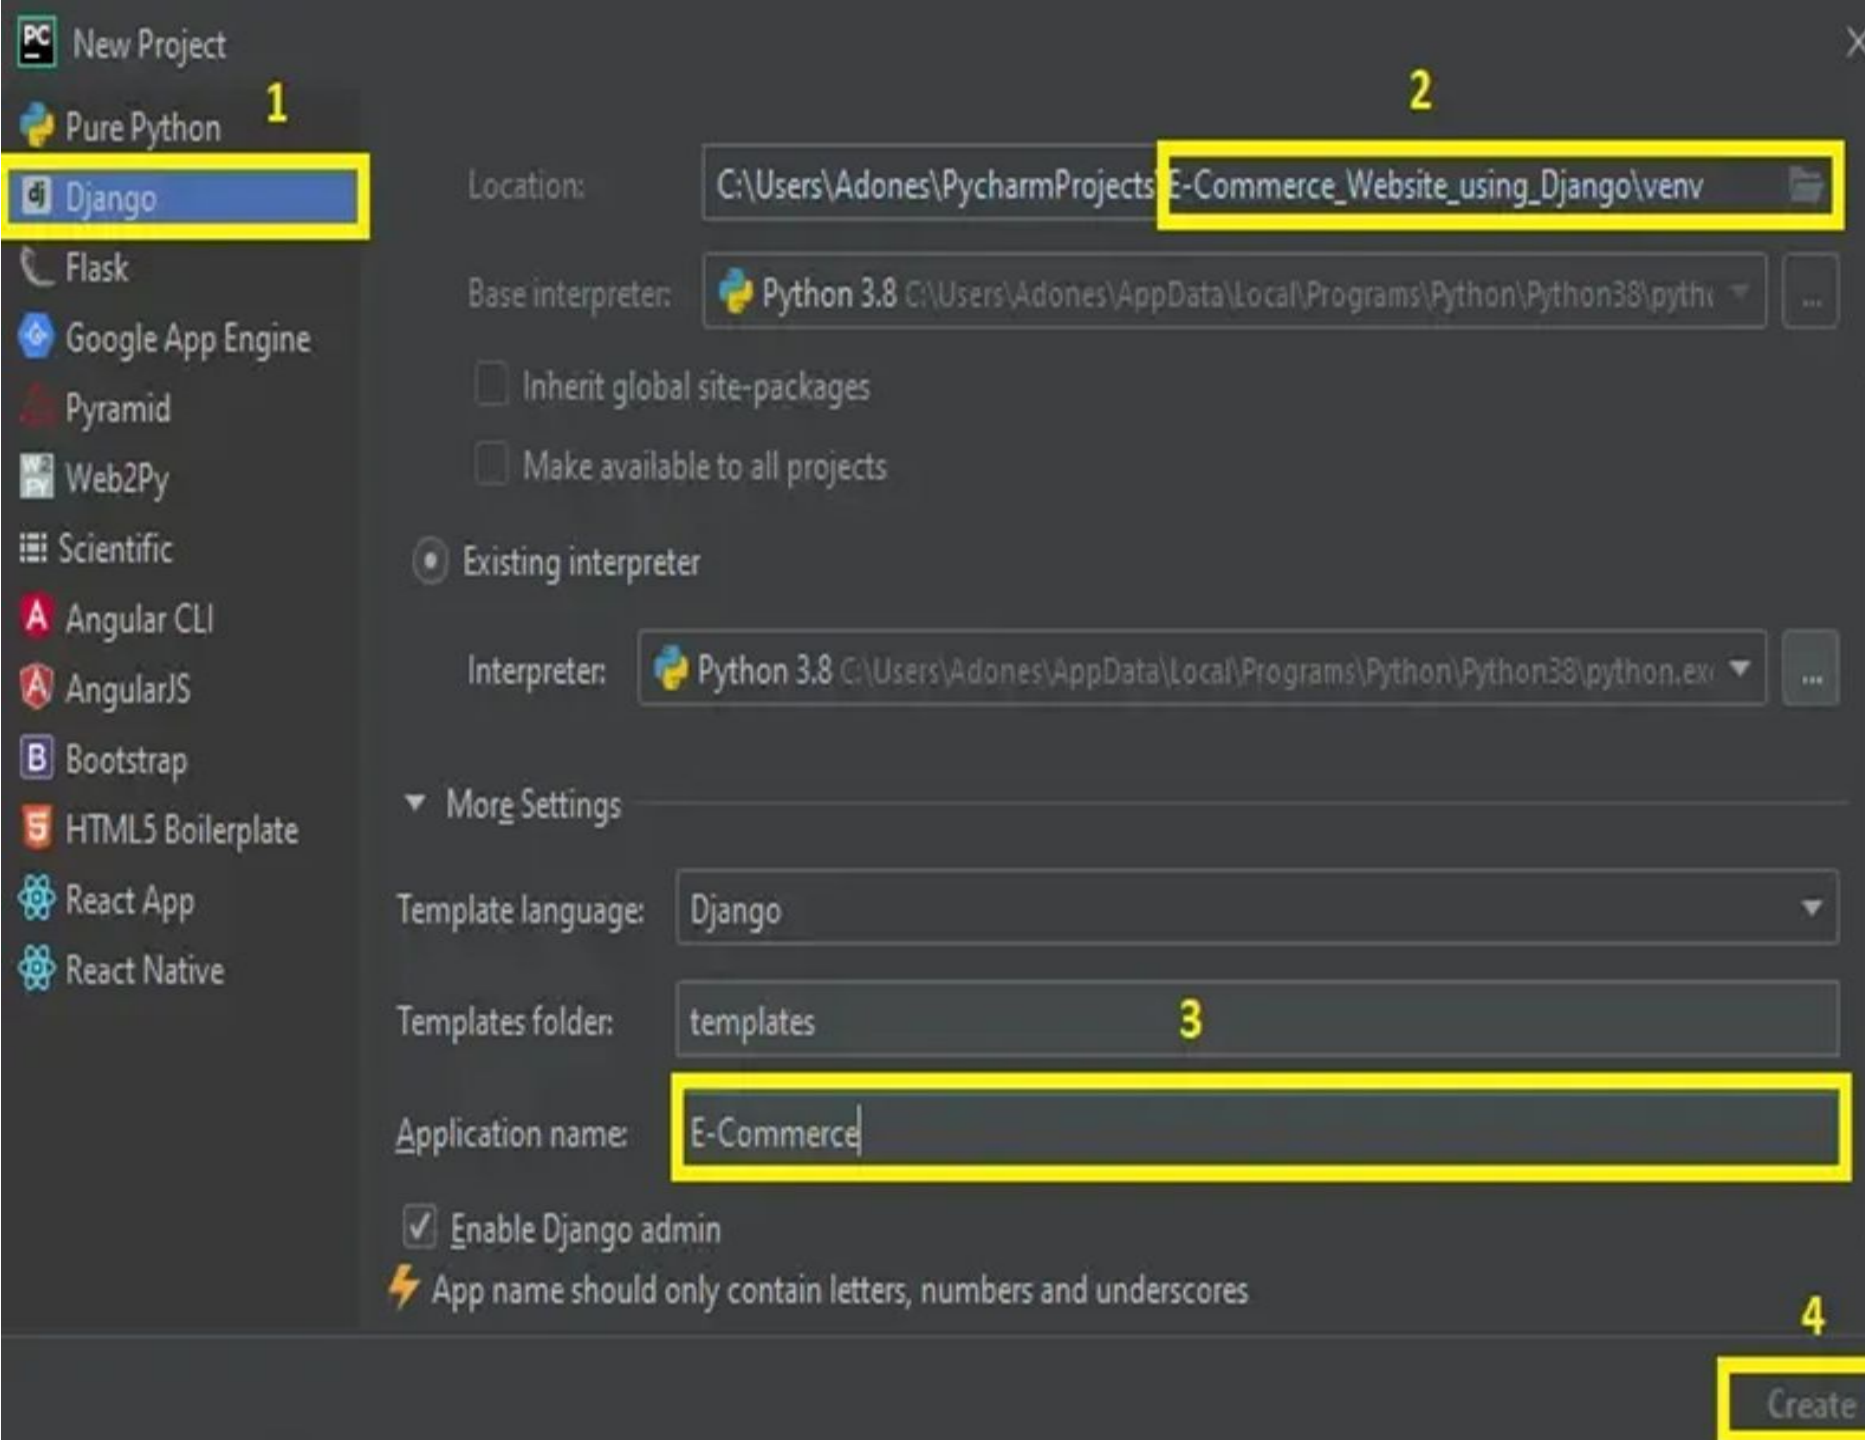 New Project
1
2
Pure Python
Django
Flask
Google App Engine
Pyramid
Web2Py
Scientific
Angular CLI
AngularJS
Bootstrap
HTML5 Boilerplate
React App
React Native
Location: C:\Users\Adones\PycharmProjects\E-Commerce_Website_using_Django\venv
Base interpreter: Python 3.8 C:\Users\Adones\AppData\Local\Programs\Python\Python38\pyth
Inherit global site-packages
Make available to all projects
Existing interpreter
Interpreter: Python 3.8 C:\Users\Adones\AppData\Local\Programs\Python\Python38\python.ex
More Settings
Template language: Django
Templates folder: templates
3
Application name: E-Commerce
Enable Django admin
App name should only contain letters, numbers and underscores
4
Create